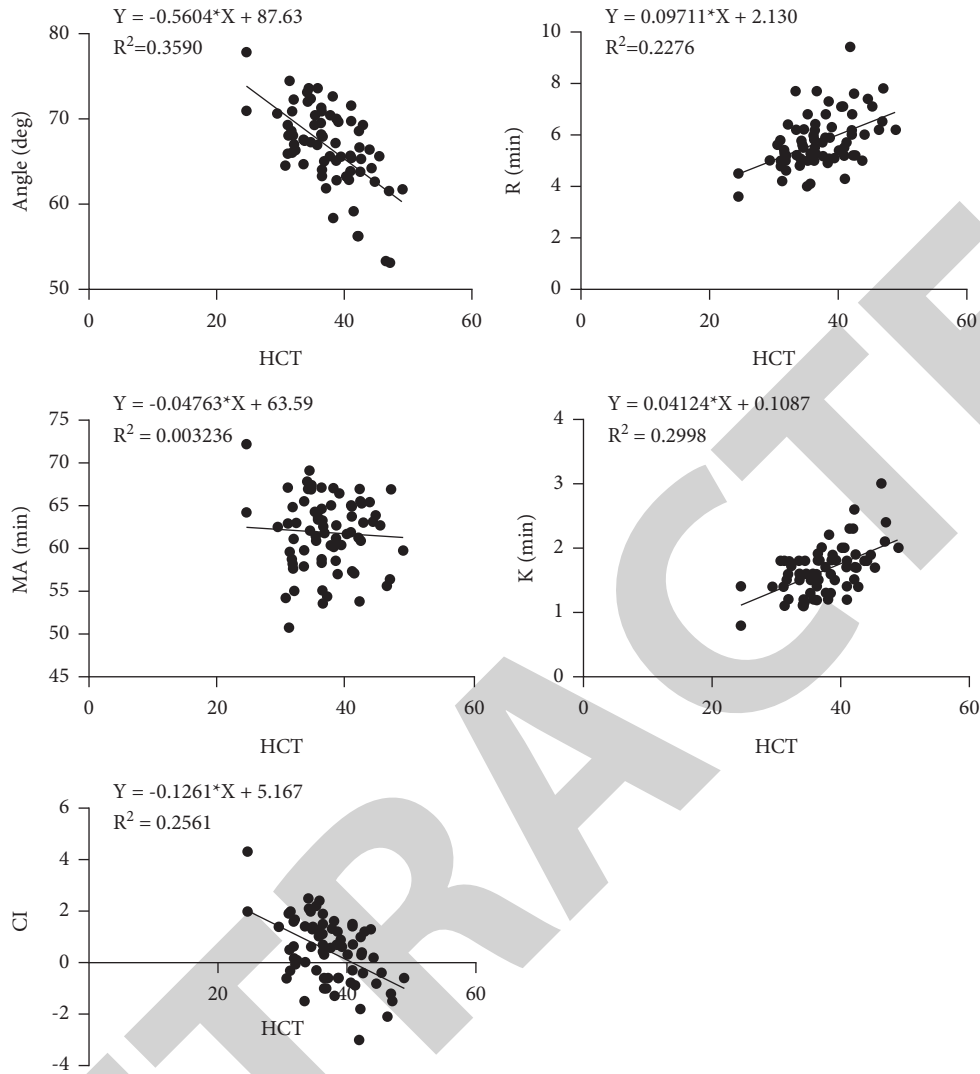 Y = -0.5604*X + 87.63
R²=0.3590
80
70
60
50
Angle (deg)
0 20 40 60
HCT
Y = 0.09711*X + 2.130
R²=0.2276
10
8
6
4
2
0
R (min)
0 20 40 60
HCT
Y = -0.04763*X + 63.59
R² = 0.003236
75
70
65
60
55
50
45
MA (min)
0 20 40 60
HCT
Y = 0.04124*X + 0.1087
R² = 0.2998
4
3
2
1
0
K (min)
0 20 40 60
HCT
Y = -0.1261*X + 5.167
R² = 0.2561
6
4
2
0
-2
-4
CI
20 40 60
HCT
TRACTE